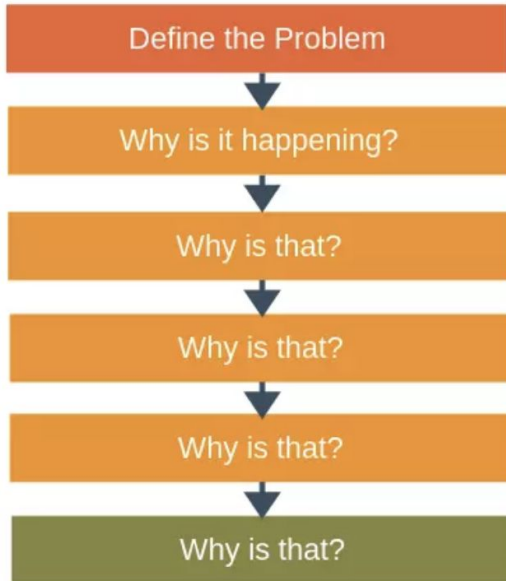 Define the Problem
Why is it happening?
Why is that?
Why is that?
Why is that?
Why is that?